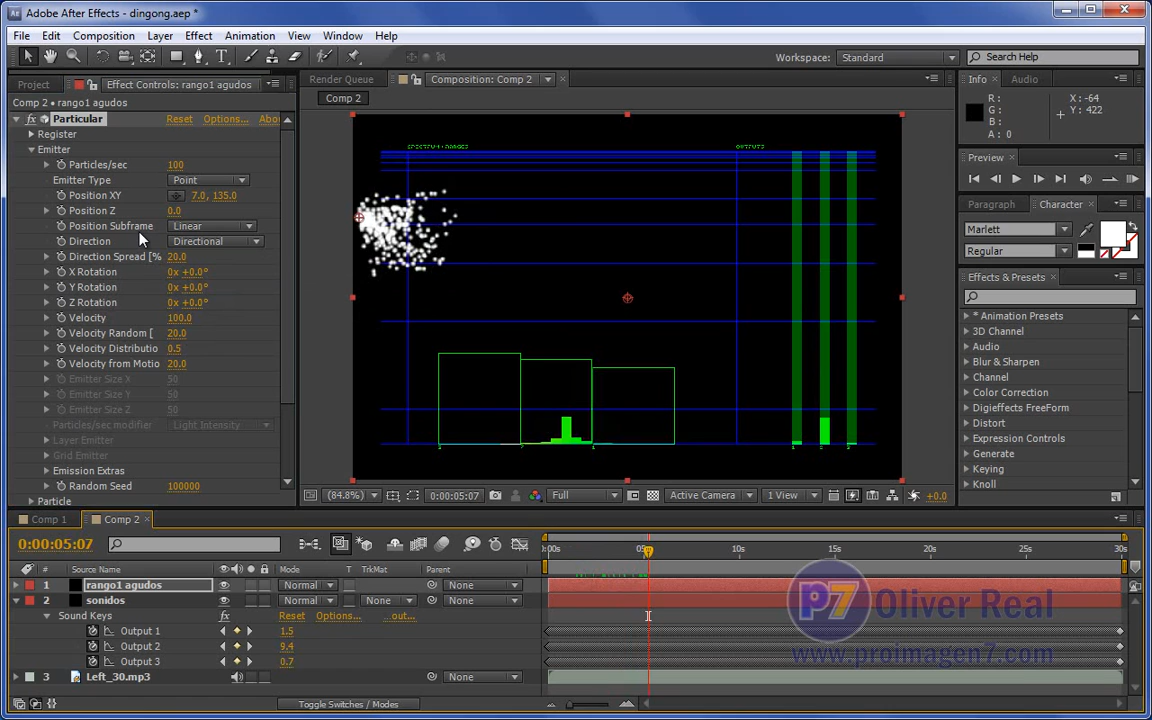 Adobe After Effects - dingong.aep *
File Edit Composition Layer Effect Animation View Window Help
Workspace: Standard Search Help
Project Effect Controls: rango1 agudos
Render Queue Composition: Comp 2
Info Audio
Comp 2 • rango1 agudos
Comp 2
Particular Reset Options... Abou
Register
Emitter
Particles/sec 100
Emitter Type Point
Position XY 7.0, 135.0
Position Z 0.0
Position Subframe Linear
Direction Directional
Direction Spread [% 20.0
X Rotation 0x +0.0°
Y Rotation 0x +0.0°
Z Rotation 0x +0.0°
Velocity 100.0
Velocity Random [ 20.0
Velocity Distributio 0.5
Velocity from Motio 20.0
Emitter Size X 50
Emitter Size Y 50
Emitter Size Z 50
Particles/sec modifier Light Intensity
Layer Emitter
Grid Emitter
Emission Extras
Random Seed 100000
Particle
SPECTRUM+RANGES OUTPUTS
(84.8%) 0:00:05:07 Full Active Camera 1 View +0.0
R: X: -64
G: Y: 422
B:
A: 0
Preview
Paragraph Character
Marlett
Regular
Effects & Presets
* Animation Presets
3D Channel
Audio
Blur & Sharpen
Channel
Color Correction
Digieffects FreeForm
Distort
Expression Controls
Generate
Keying
Knoll
Comp 1 Comp 2
0:00:05:07
# Source Name Mode T TrkMat Parent
0:00s 05s 10s 15s 20s 25s 30s
1 rango1 agudos Normal None
2 sonidos Normal None None
Sound Keys Reset Options... ...out...
Output 1 1.5
Output 2 9.4
Output 3 0.7
3 Left_30.mp3 None
Toggle Switches / Modes
p7 Oliver Real
www.proimagen7.com